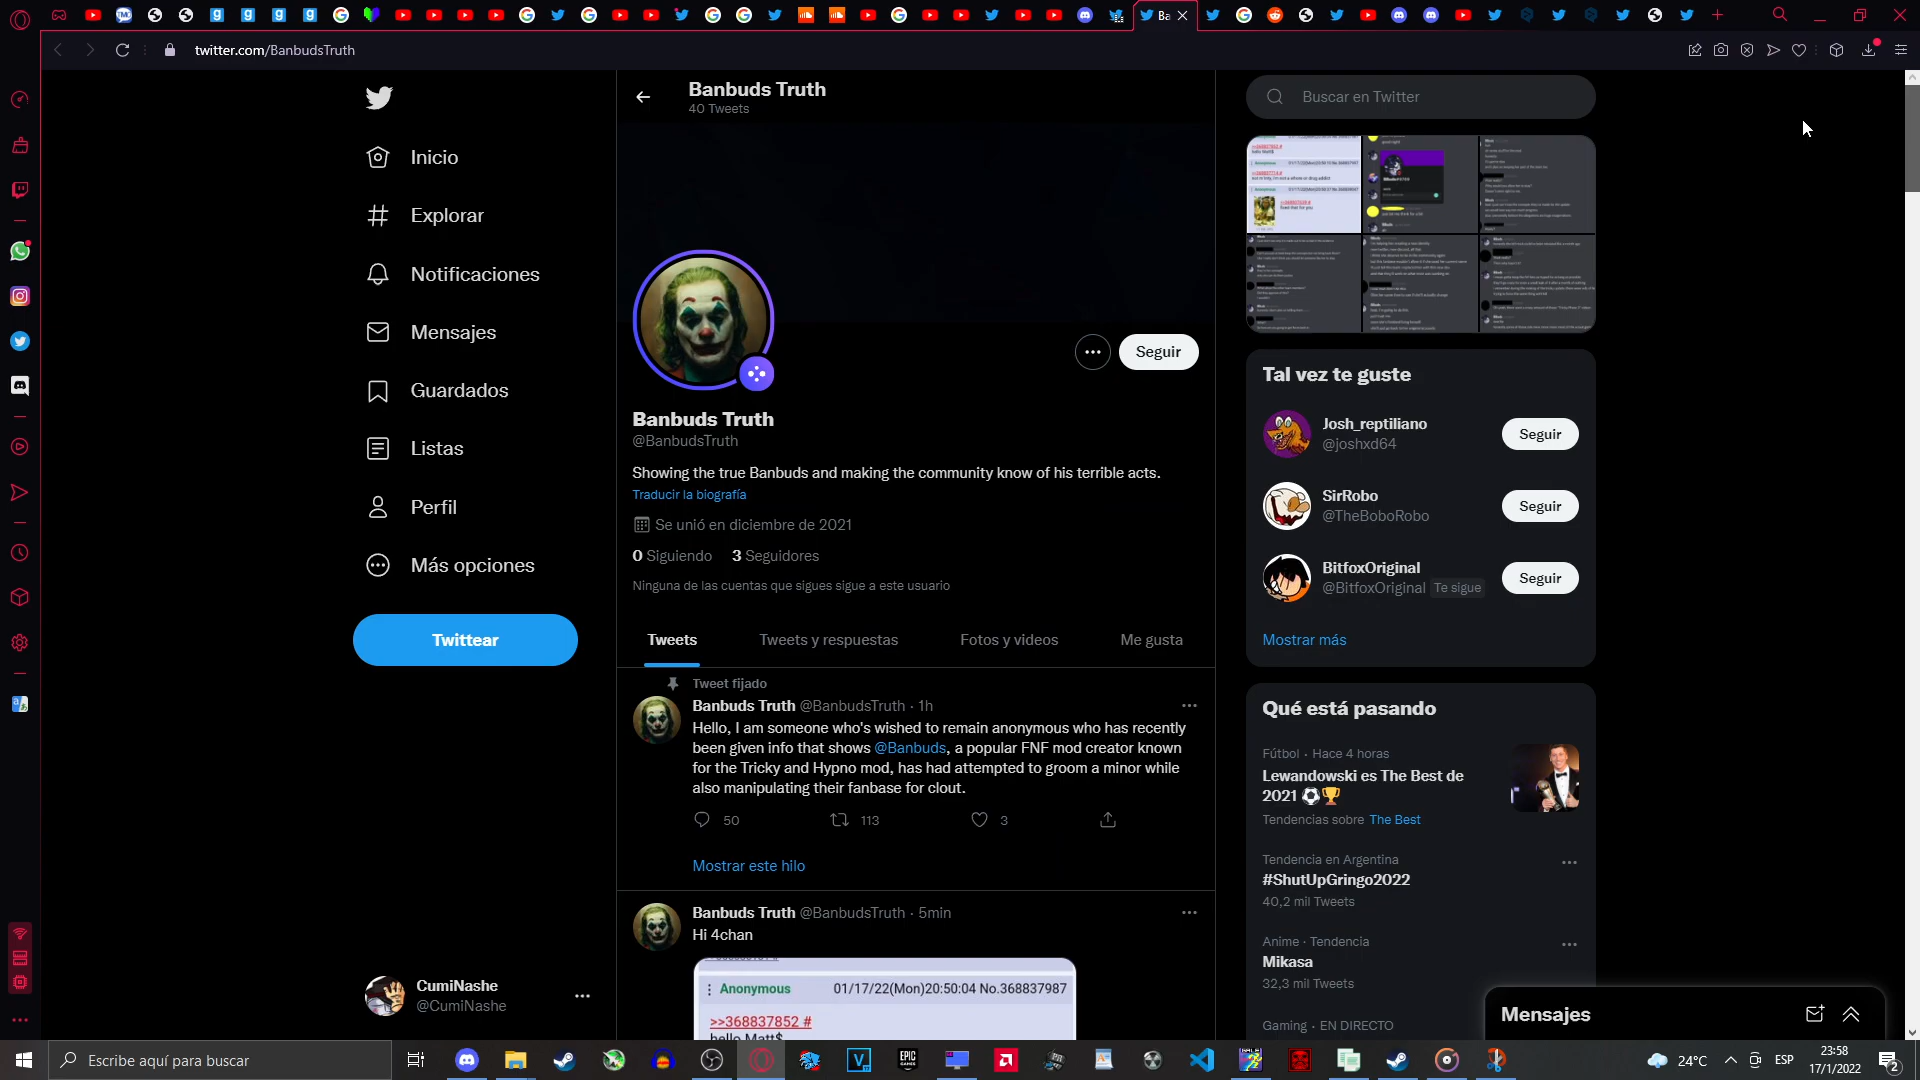 Ba
twitter.com/BanbudsTruth
Inicio
Explorar
Notificaciones
Mensajes
Guardados
Listas
Perfil
Más opciones
Twittear
CumiNashe
@CumiNashe
Banbuds Truth
40 Tweets
Seguir
Banbuds Truth
@BanbudsTruth
Showing the true Banbuds and making the community know of his terrible acts.
Traducir la biografía
Se unió en diciembre de 2021
0 Siguiendo 3 Seguidores
Ninguna de las cuentas que sigues sigue a este usuario
Tweets Tweets y respuestas Fotos y videos Me gusta
Tweet fijado
Banbuds Truth @BanbudsTruth · 1h
Hello, I am someone who's wished to remain anonymous who has recently
been given info that shows @Banbuds, a popular FNF mod creator known
for the Tricky and Hypno mod, has had attempted to groom a minor while
also manipulating their fanbase for clout.
50 113 3
Mostrar este hilo
Banbuds Truth @BanbudsTruth · 5min
Hi 4chan
Anonymous 01/17/22(Mon)20:50:04 No.368837987
>>368837852 #
hello Matt$
Buscar en Twitter
Tal vez te guste
Josh_reptiliano
@joshxd64
Seguir
SirRobo
@TheBoboRobo
Seguir
BitfoxOriginal
@BitfoxOriginal Te sigue
Seguir
Mostrar más
Qué está pasando
Fútbol · Hace 4 horas
Lewandowski es The Best de
2021
Tendencias sobre The Best
Tendencia en Argentina
#ShutUpGringo2022
40,2 mil Tweets
Anime · Tendencia
Mikasa
32,3 mil Tweets
Gaming · EN DIRECTO
Mensajes
Escribe aquí para buscar
24°C
ESP
23:58
17/1/2022
2